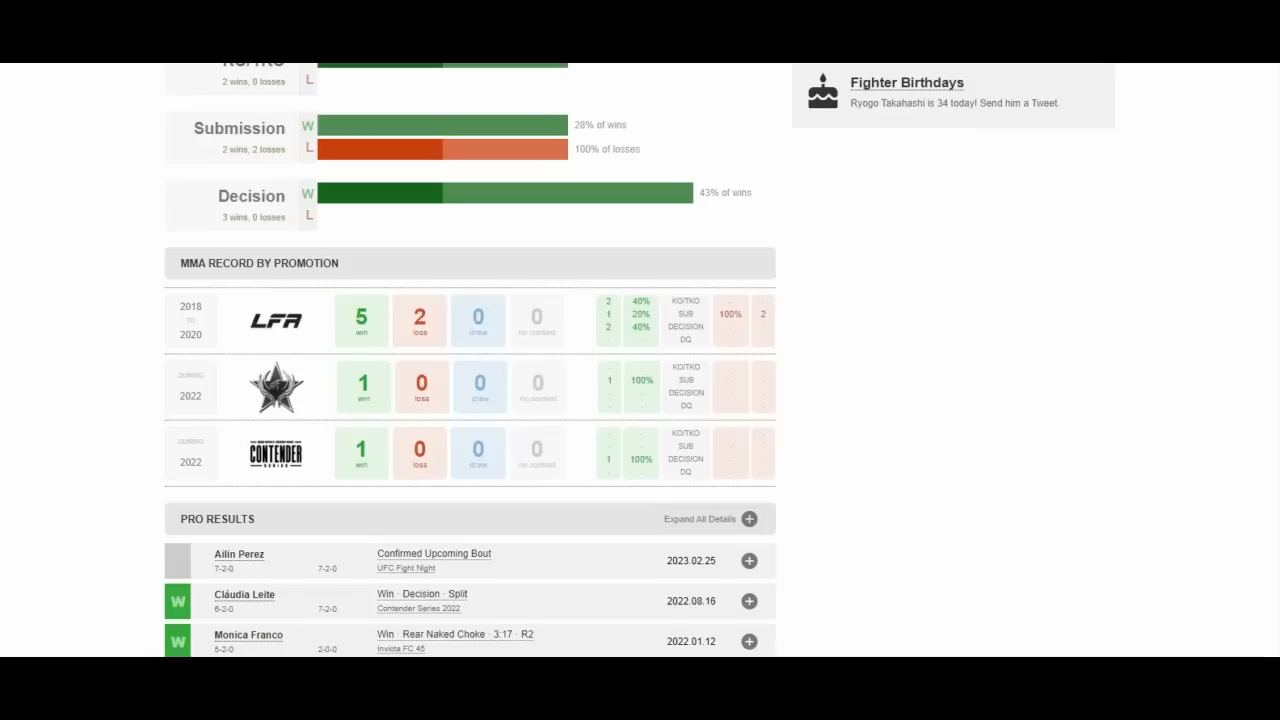 KO/TKO
2 wins, 0 losses
L
Submission
W
28% of wins
2 wins, 2 losses
L
100% of losses
Decision
W
43% of wins
3 wins, 0 losses
L
Fighter Birthdays
Ryogo Takahashi is 34 today! Send him a Tweet.
MMA RECORD BY PROMOTION
2018
TO
2020
LFA
5
win
2
loss
0
draw
0
no contest
2 40% KO/TKO - -
1 20% SUB 100% 2
2 40% DECISION - -
- - DQ - -
DURING
2022
1
win
0
loss
0
draw
0
no contest
- - KO/TKO - -
1 100% SUB - -
- - DECISION - -
- - DQ - -
DURING
2022
CONTENDER
SERIES
1
win
0
loss
0
draw
0
no contest
- - KO/TKO - -
- - SUB - -
1 100% DECISION - -
- - DQ - -
PRO RESULTS
Expand All Details
Ailin Perez
7-2-0
7-2-0
Confirmed Upcoming Bout
UFC Fight Night
2023.02.25
W
Cláudia Leite
6-2-0
7-2-0
Win · Decision · Split
Contender Series 2022
2022.08.16
W
Monica Franco
5-2-0
2-0-0
Win · Rear Naked Choke · 3:17 · R2
Invicta FC 45
2022.01.12